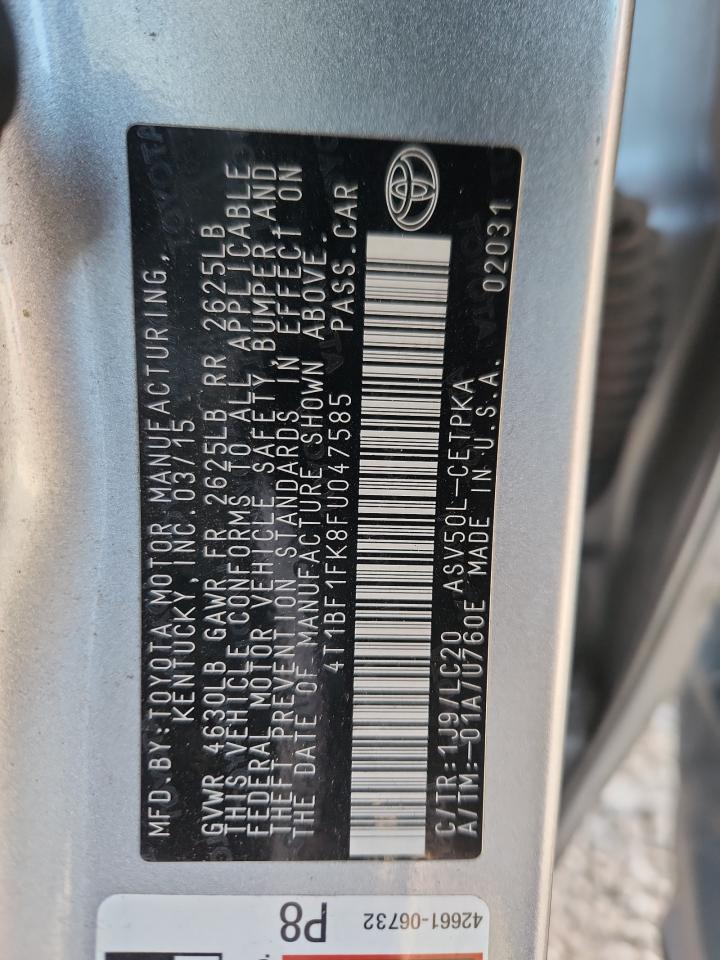 MFD.BY:TOYOTA MOTOR MANUFACTURING,
KENTUCKY, INC. 03/15
GVWR 4630LB GAWR FR 2625LB RR 2625LB
THIS VEHICLE CONFORMS TO ALL APPLICABLE
FEDERAL MOTOR VEHICLE SAFETY,BUMPER,AND
THEFT PREVENTION STANDARDS IN EFFECT ON
THE DATE OF MANUFACTURE SHOWN ABOVE.
4T1BF1FK8FU047585 PASS.CAR
C/TR:1J9/LC20 ASV50L-CETPKA
A/TM:-01A/U760E MADE IN U.S.A. 02031
P8 42661-06732